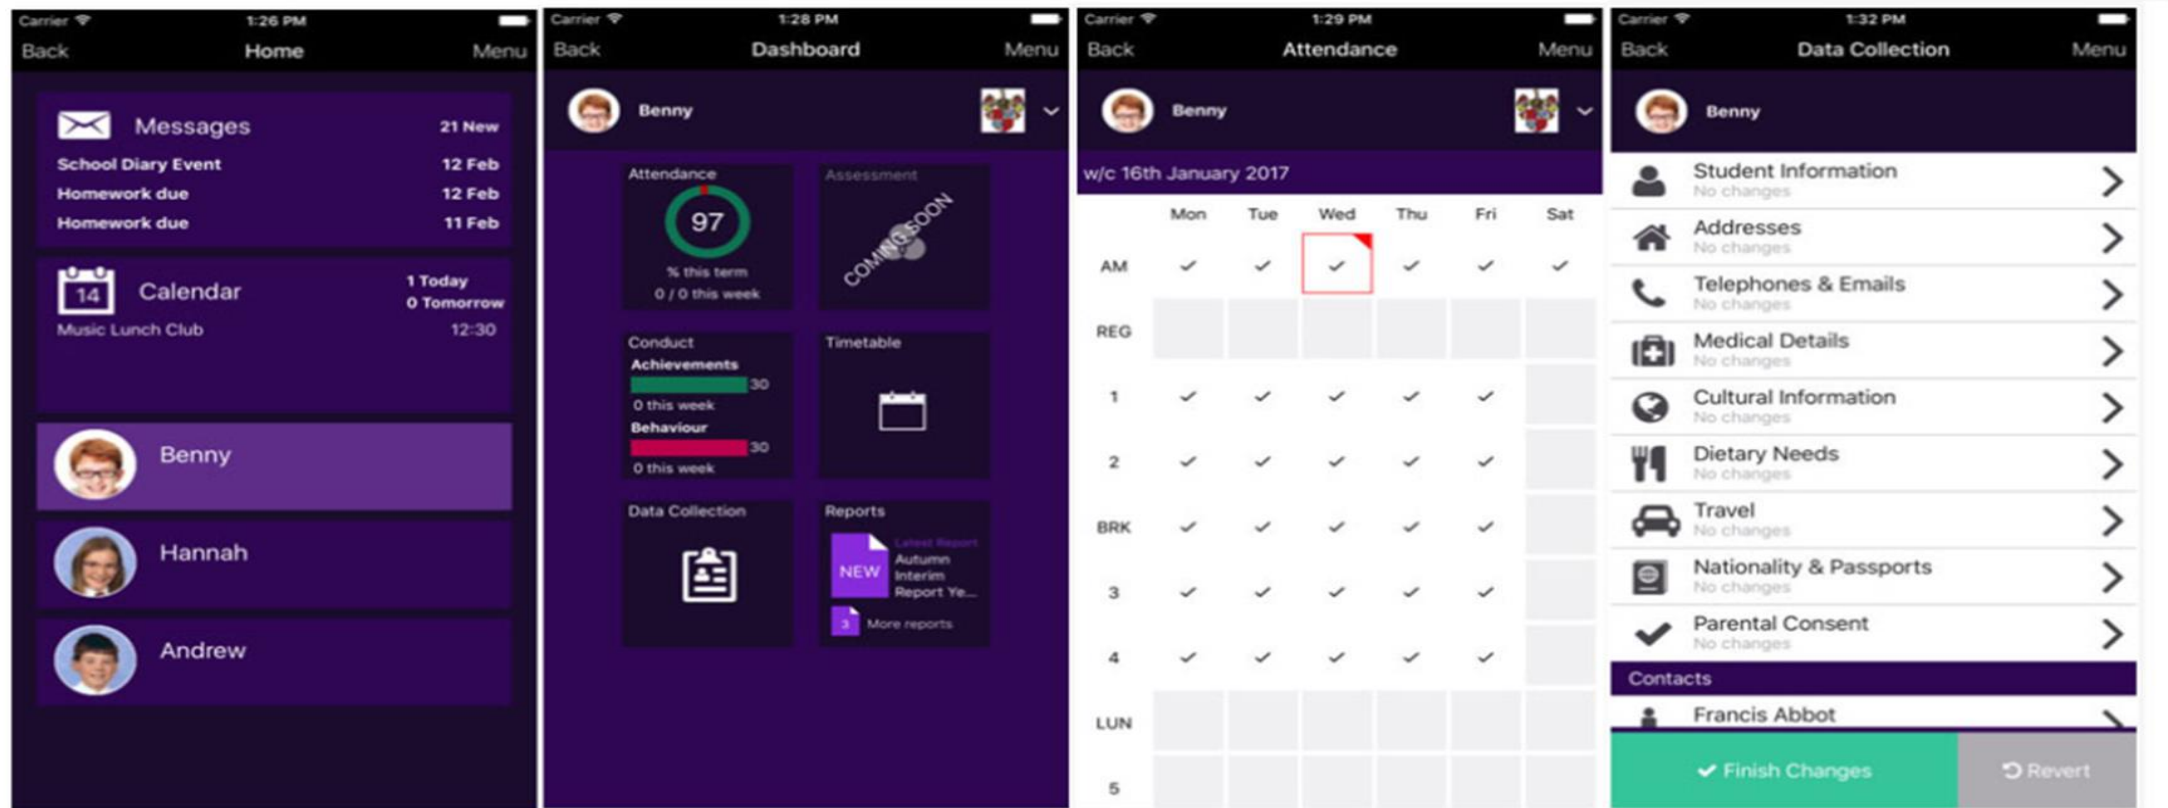 Carrier 1:26 PM
Back Home Menu
Messages 21 New
School Diary Event 12 Feb
Homework due 12 Feb
Homework due 11 Feb
14 Calendar 1 Today
0 Tomorrow
Music Lunch Club 12:30
Benny
Hannah
Andrew
Carrier 1:28 PM
Back Dashboard Menu
Benny
Attendance
97
% this term
0 / 0 this week
Assessment
COMING SOON
Conduct
Achievements
30
0 this week
Behaviour
30
0 this week
Timetable
Data Collection
Reports
Latest Report
NEW Autumn
Interim
Report Ye...
3 More reports
Carrier 1:29 PM
Back Attendance Menu
Benny
w/c 16th January 2017
Mon Tue Wed Thu Fri Sat
AM
REG
1
2
BRK
3
4
LUN
5
Carrier 1:32 PM
Back Data Collection Menu
Benny
Student Information
No changes
Addresses
No changes
Telephones & Emails
No changes
Medical Details
No changes
Cultural Information
No changes
Dietary Needs
No changes
Travel
No changes
Nationality & Passports
No changes
Parental Consent
No changes
Contacts
Francis Abbot
Finish Changes Revert